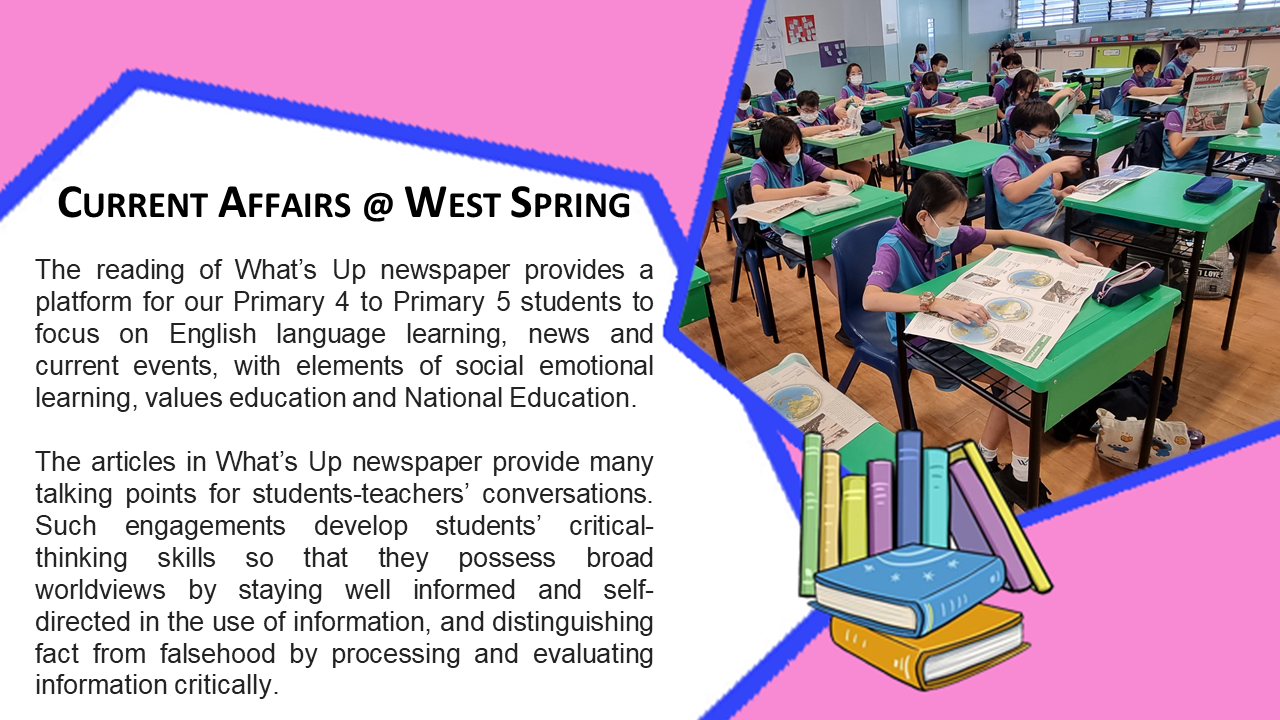 CURRENT AFFAIRS @ WEST SPRING
The reading of What's Up newspaper provides a
platform for our Primary 4 to Primary 5 students to
focus on English language learning, news and
current events, with elements of social emotional
learning, values education and National Education.
The articles in What's Up newspaper provide many
talking points for students-teachers' conversations.
Such engagements develop students' critical-
thinking skills so that they possess broad
worldviews by staying well informed and self-
directed in the use of information, and distinguishing
fact from falsehood by processing and evaluating
information critically.